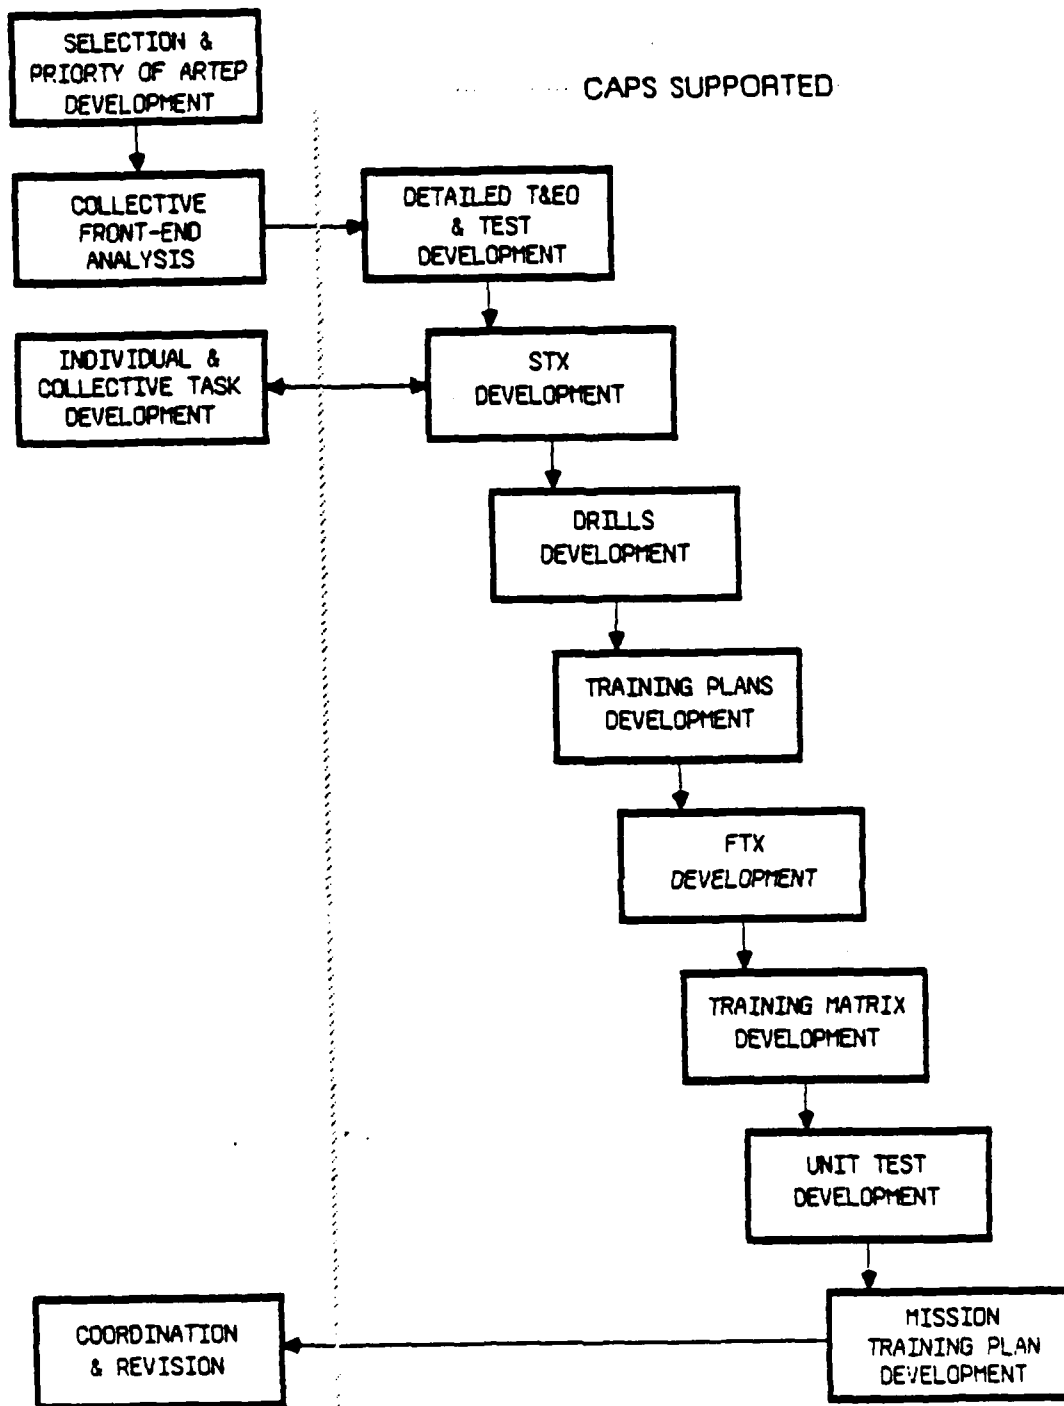 SELECTION &
PRIORTY OF ARTEP
DEVELOPMENT
CAPS SUPPORTED
COLLECTIVE
FRONT-END
ANALYSIS
DETAILED T&EO
& TEST
DEVELOPMENT
INDIVIDUAL &
COLLECTIVE TASK
DEVELOPMENT
STX
DEVELOPMENT
DRILLS
DEVELOPMENT
TRAINING PLANS
DEVELOPMENT
FTX
DEVELOPMENT
TRAINING MATRIX
DEVELOPMENT
UNIT TEST
DEVELOPMENT
COORDINATION
& REVISION
MISSION
TRAINING PLAN
DEVELOPMENT